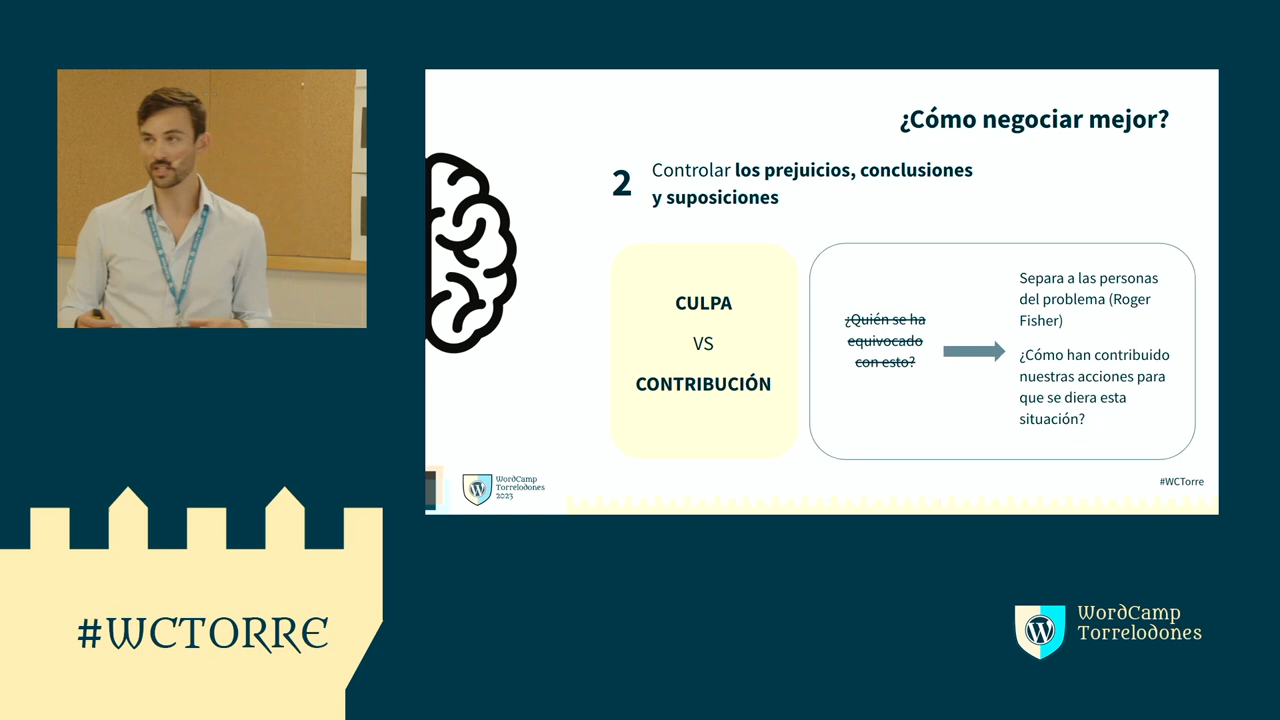 ¿Cómo negociar mejor?
2
Controlar los prejuicios, conclusiones
y suposiciones
CULPA
VS
CONTRIBUCIÓN
¿Quién se ha
equivocado
con esto?
Separa a las personas
del problema (Roger
Fisher)
¿Cómo han contribuido
nuestras acciones para
que se diera esta
situación?
WordCamp
Torrelodones
2023
#WCTorre
#WCTORRE
WordCamp
Torrelodones